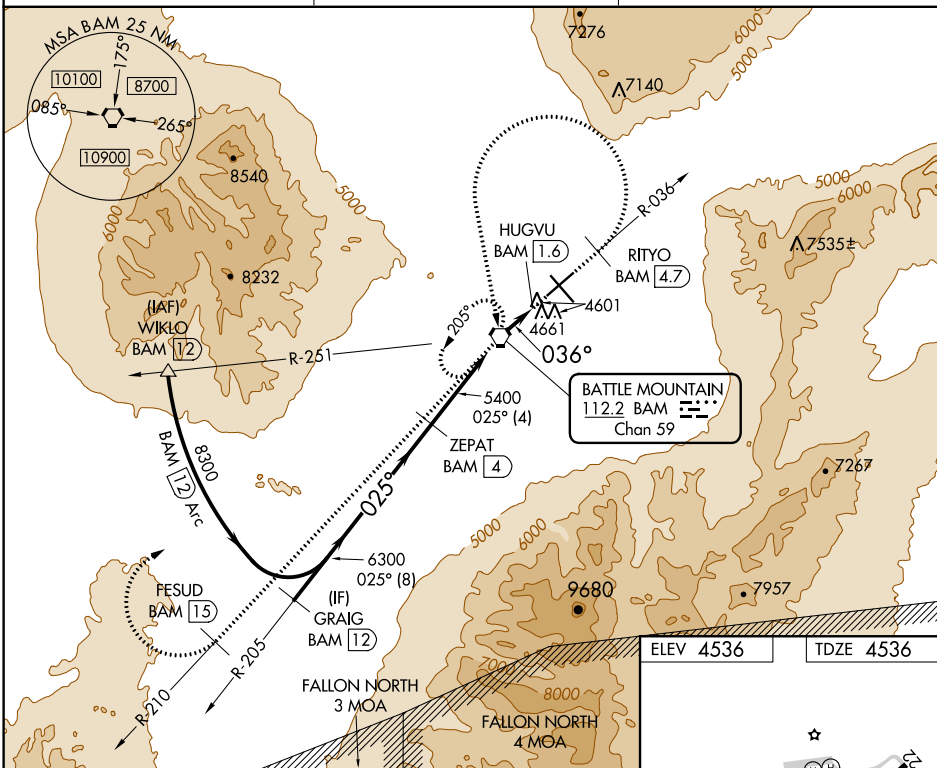 MSA BAM 25 NM
175°
10100
8700
085°
265°
10900
8540
8232
6000
5000
7276
6000
5000
7140
HUGVU
BAM 1.6
R-036
RITYO
BAM 4.7
5000
6000
7535±
(IAF)
WIKLO
BAM 12
R-251
205°
4601
4661
036°
BATTLE MOUNTAIN
112.2 BAM
Chan 59
5400
025° (4)
ZEPAT
BAM 4
8300
BAM 12 Arc
025°
7267
5000
6000
6300
025° (8)
FESUD
BAM 15
(IF)
GRAIG
BAM 12
9680
7957
R-205
R-210
7000
8000
FALLON NORTH
3 MOA
FALLON NORTH
4 MOA
ELEV 4536
TDZE 4536
22
H